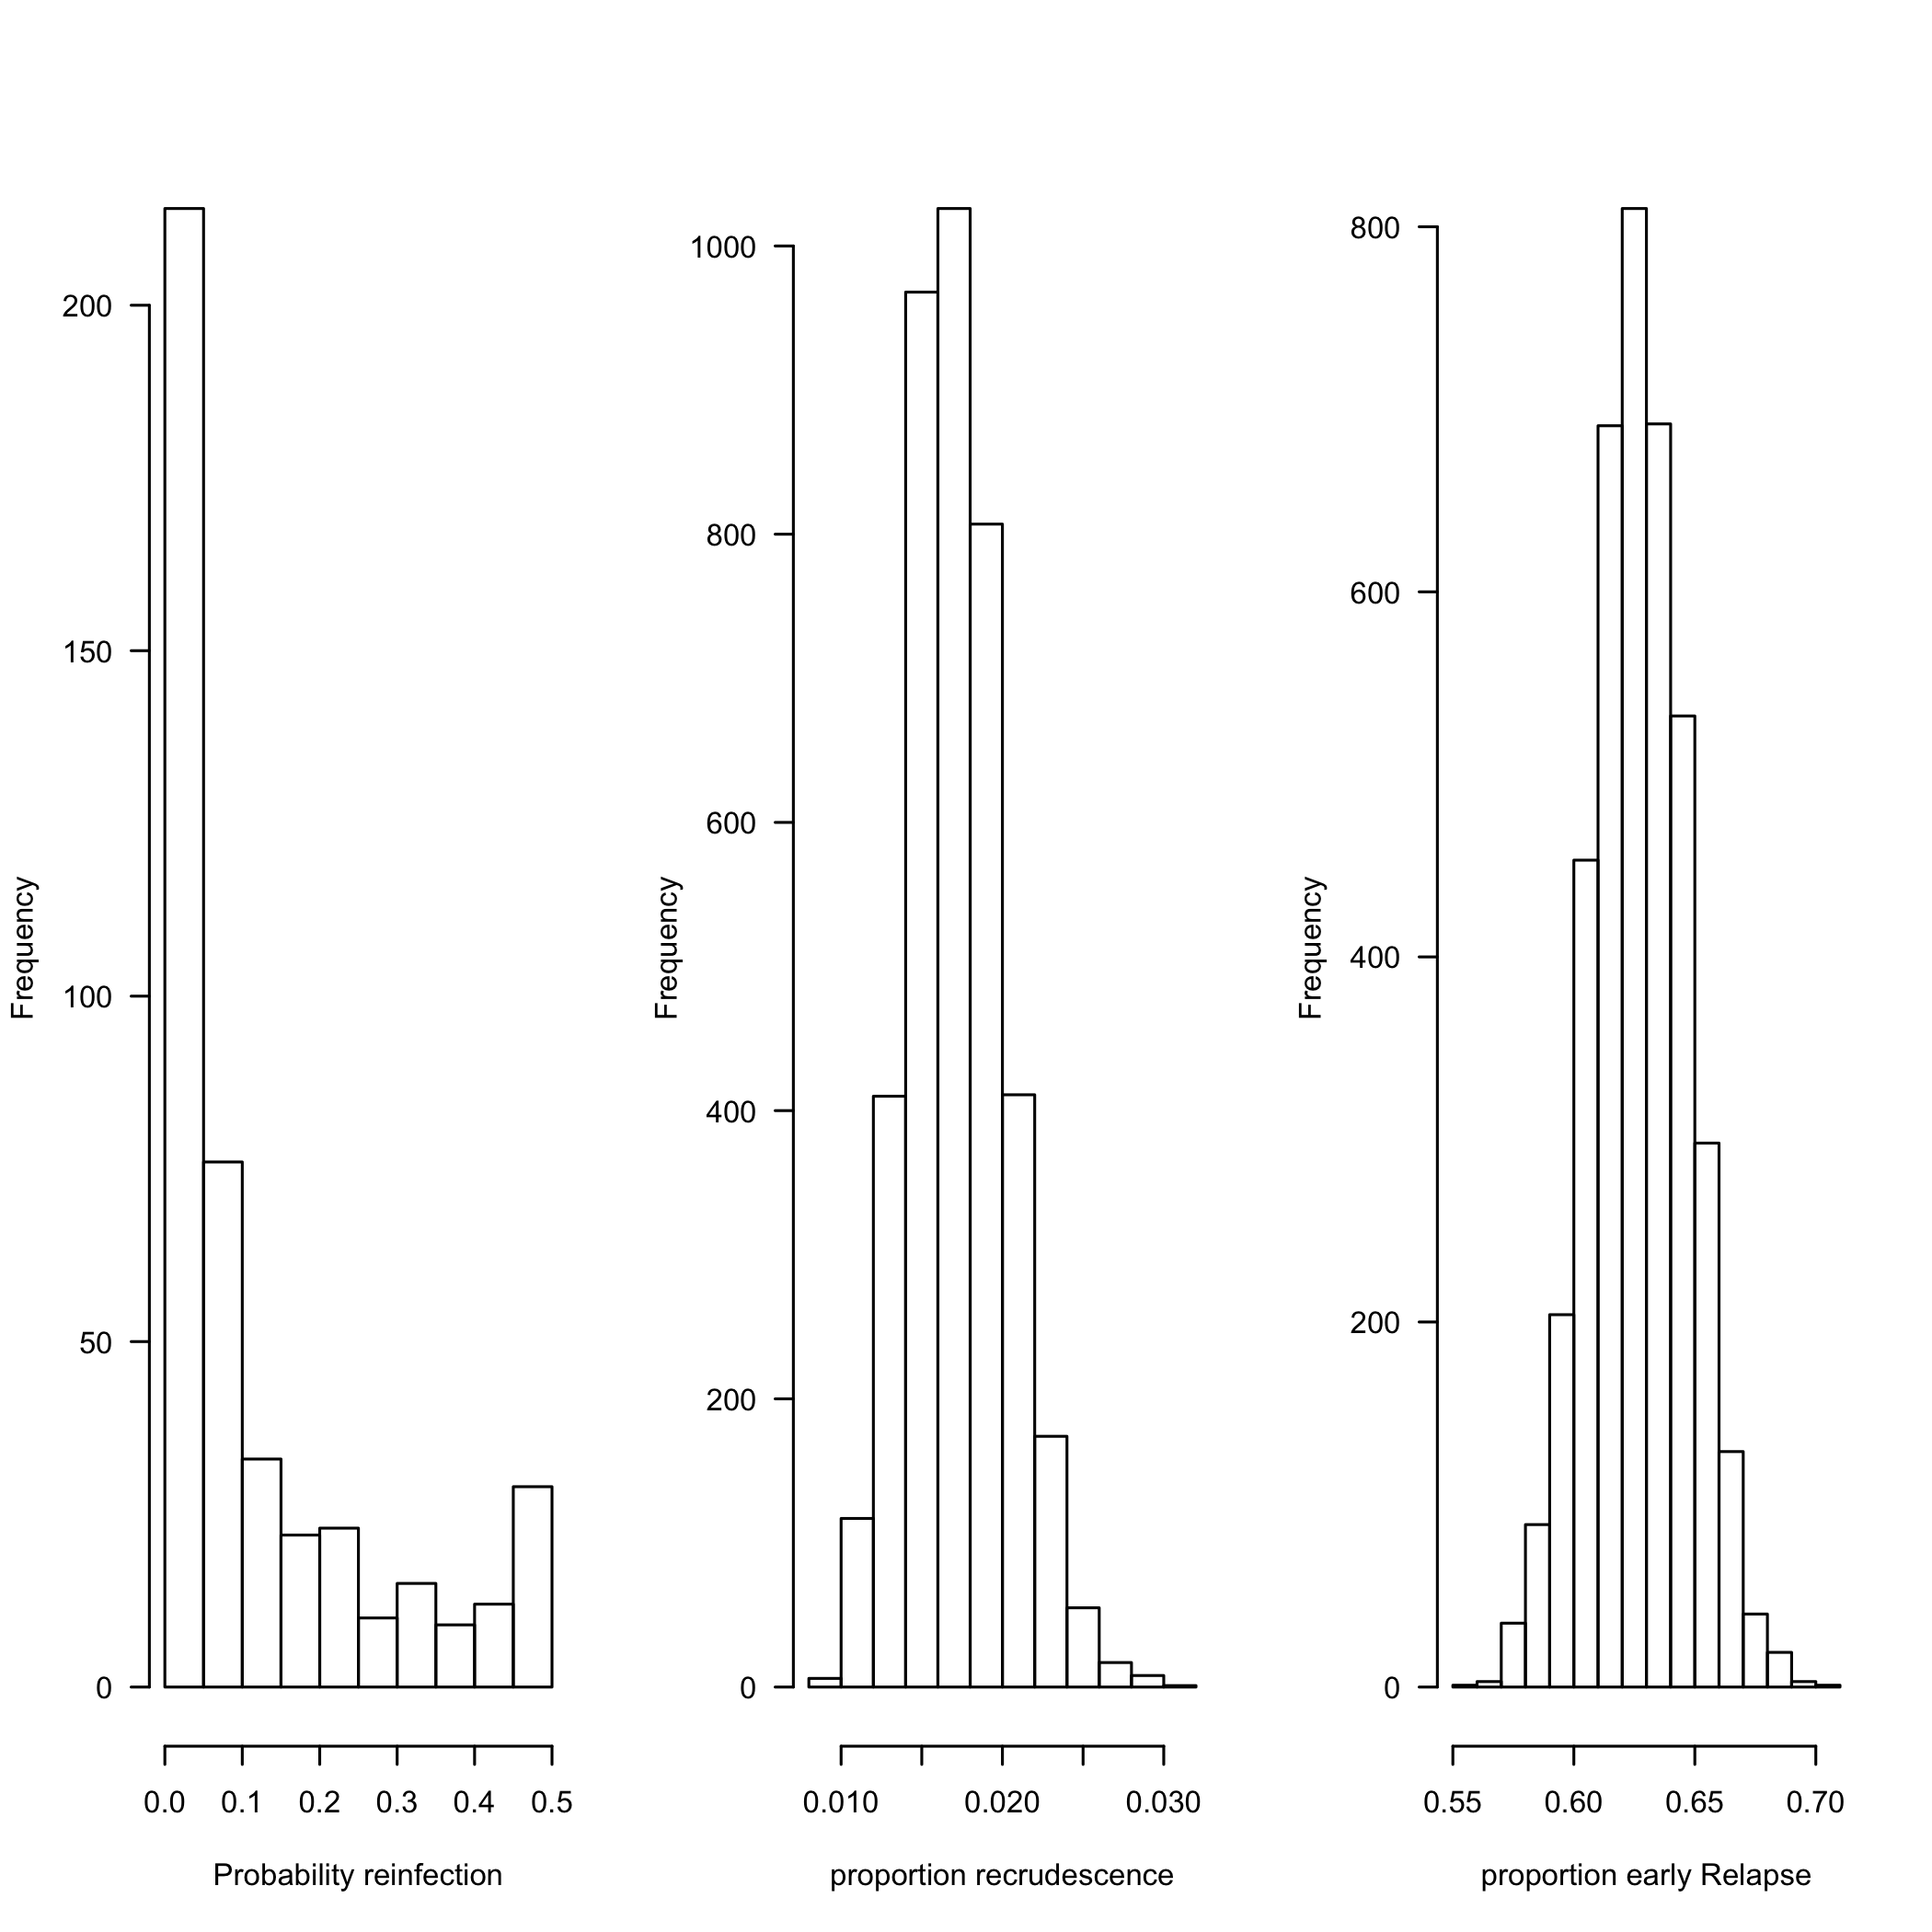 Frequency
200
150
100
50
0
0.0 0.1 0.2 0.3 0.4 0.5
Probability reinfection
Frequency
1000
800
600
400
200
0
0.010 0.020 0.030
proportion recrudescence
Frequency
800
600
400
200
0
0.55 0.60 0.65 0.70
proportion early Relapse